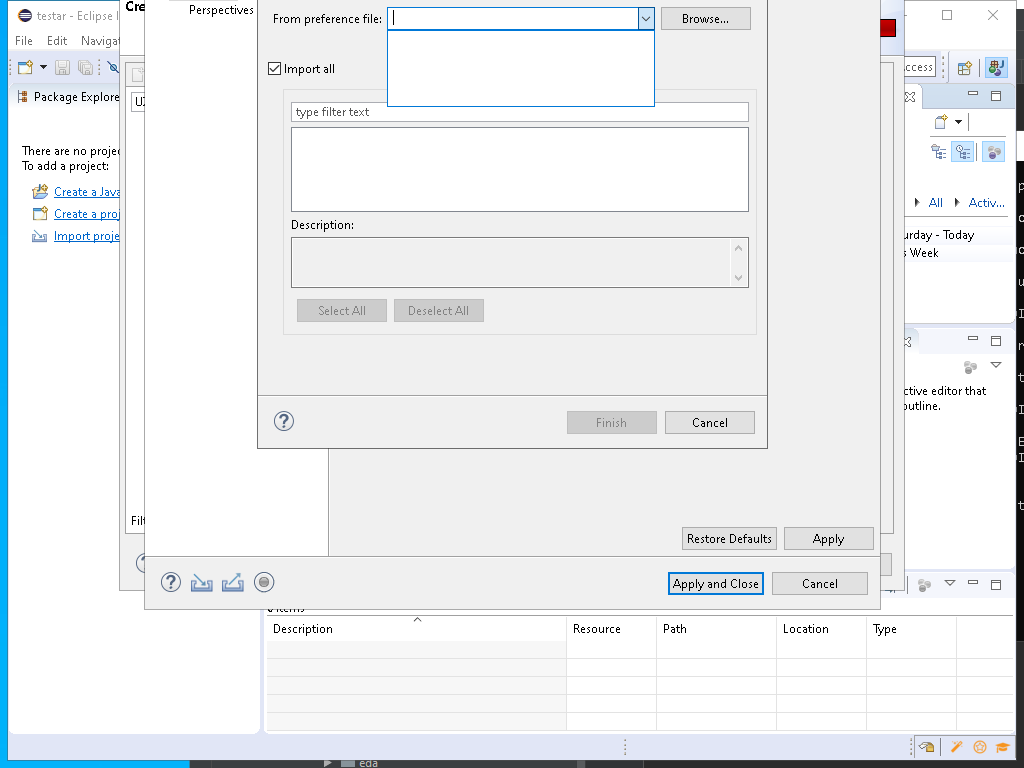 testar - Eclipse I
File Edit Navigat
Package Explore
There are no projec
To add a project:
Create a Java
Create a proj
Import proje
Cre
Perspectives
From preference file:
Browse...
Import all
type filter text
Description:
Select All
Deselect All
Finish
Cancel
Restore Defaults
Apply
Apply and Close
Cancel
Filt
ccess
All
Activ...
urday - Today
s Week
ctive editor that
outline.
0 items
Description
Resource
Path
Location
Type
eda